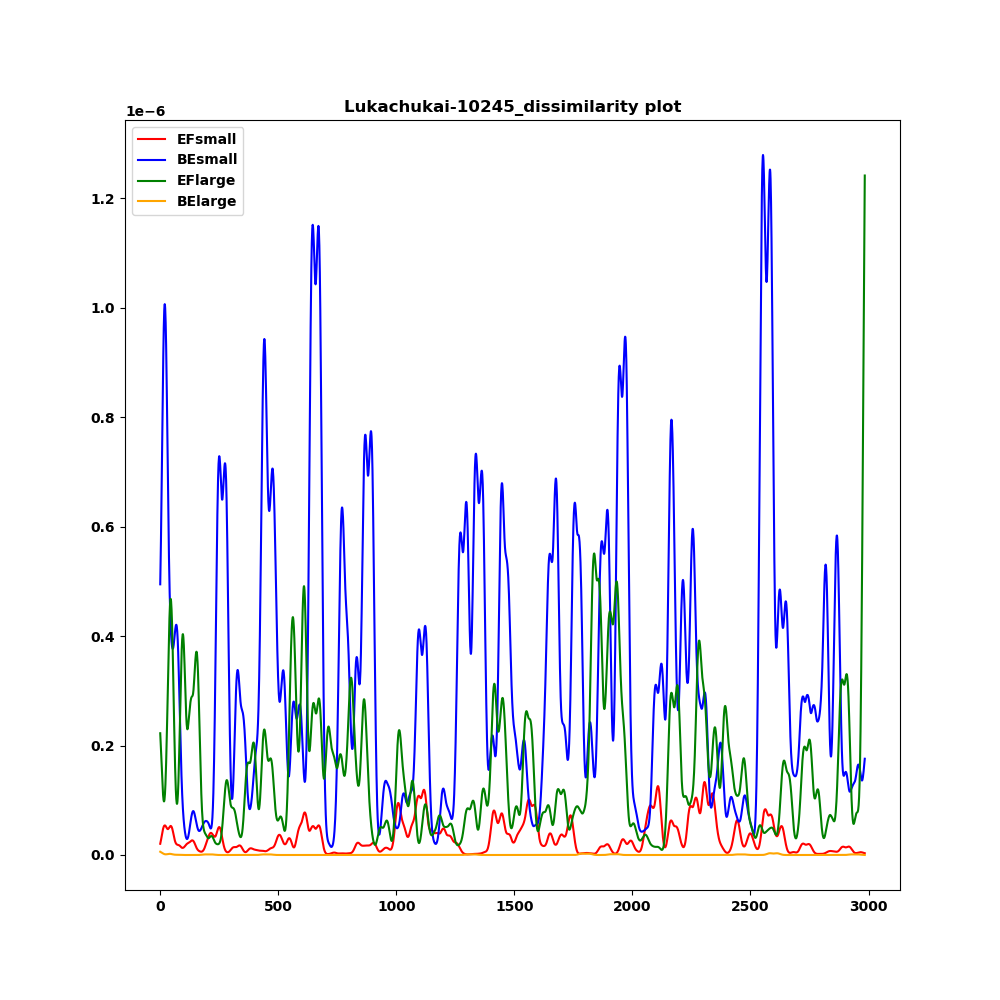 Lukachukai-10245_dissimilarity plot
1e−6
EFsmall
BEsmall
EFlarge
BElarge
1.2
1.0
0.8
0.6
0.4
0.2
0.0
0 500 1000 1500 2000 2500 3000